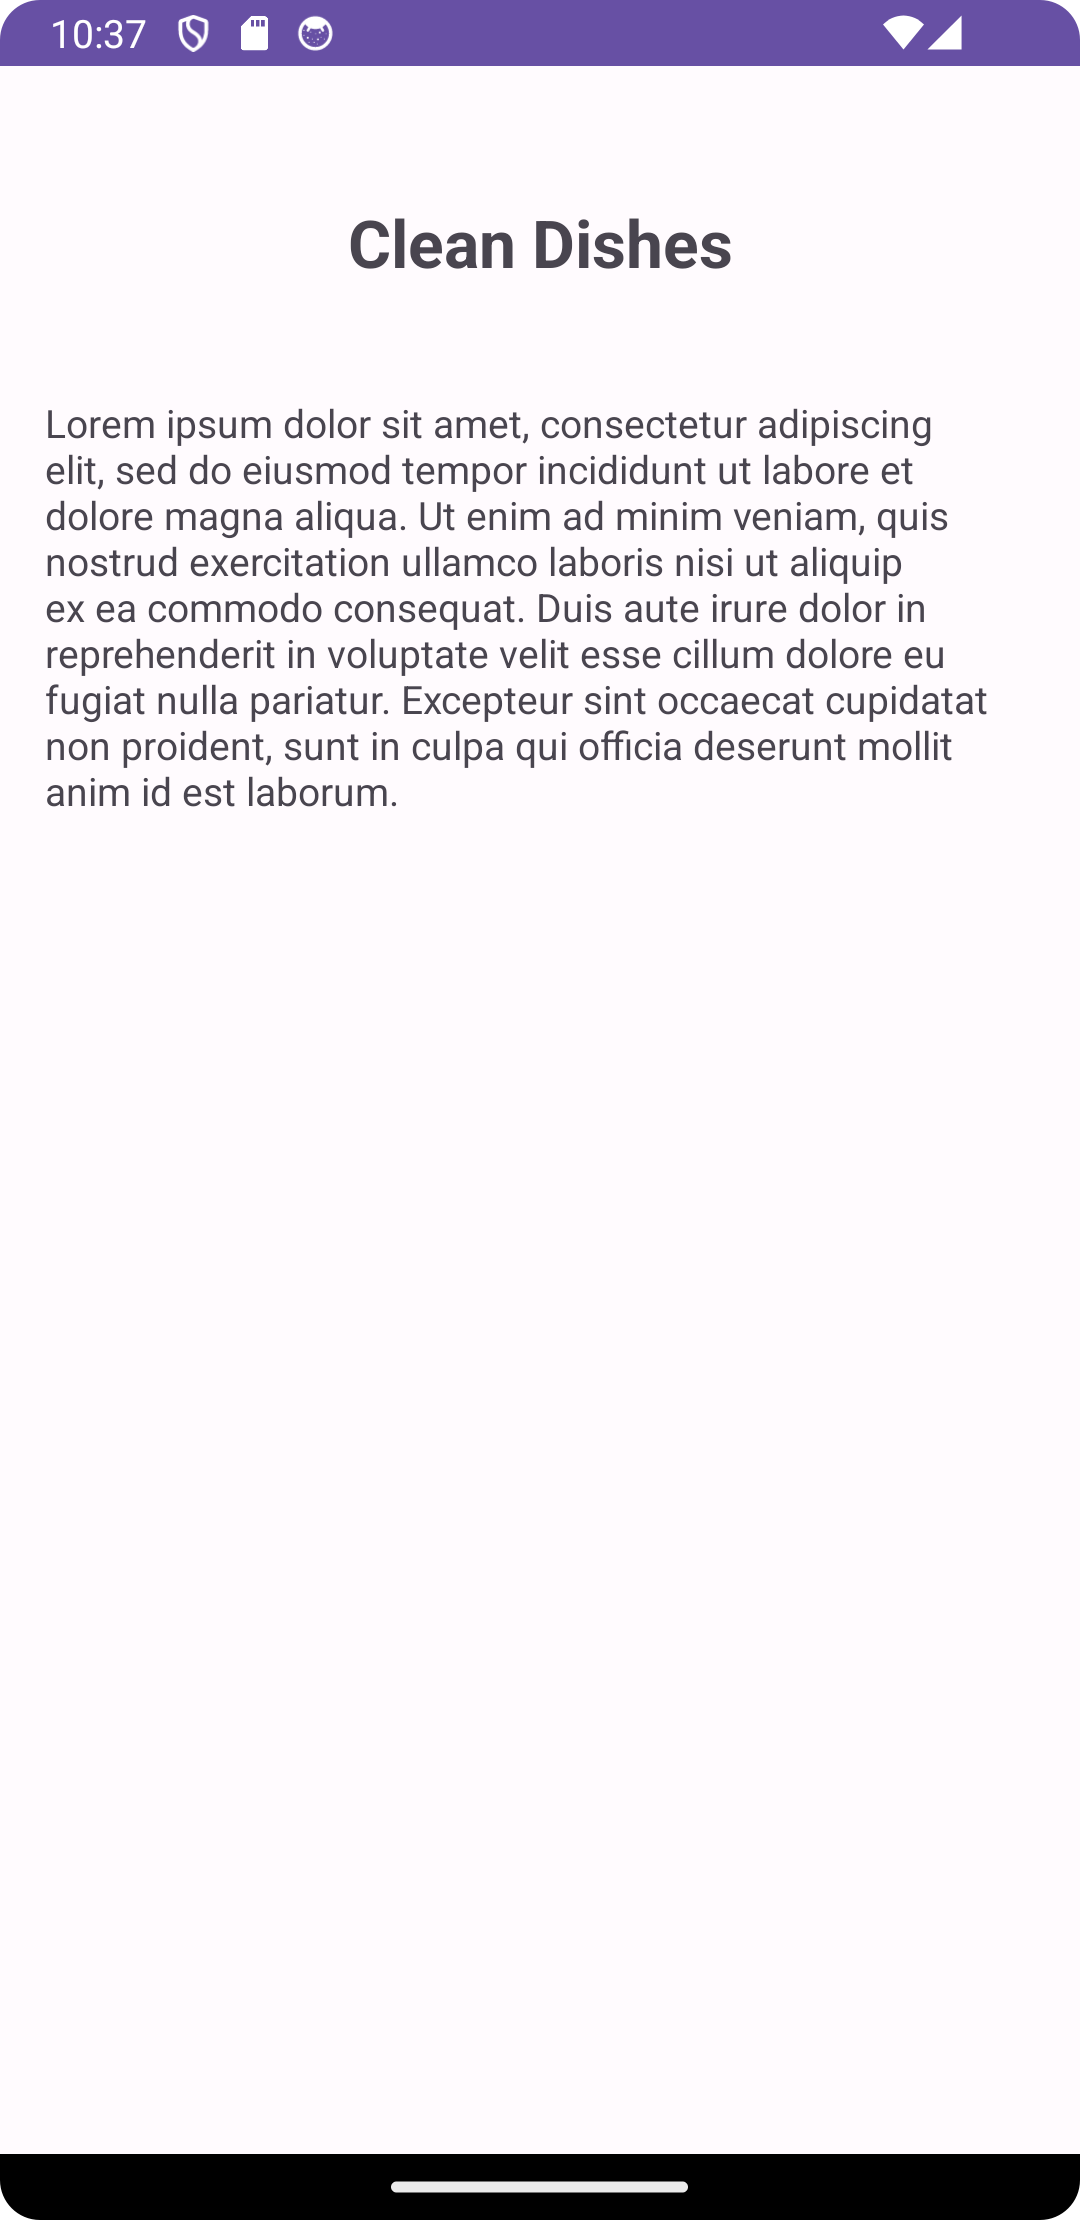 10:37
Clean Dishes
Lorem ipsum dolor sit amet, consectetur adipiscing
elit, sed do eiusmod tempor incididunt ut labore et
dolore magna aliqua. Ut enim ad minim veniam, quis
nostrud exercitation ullamco laboris nisi ut aliquip
ex ea commodo consequat. Duis aute irure dolor in
reprehenderit in voluptate velit esse cillum dolore eu
fugiat nulla pariatur. Excepteur sint occaecat cupidatat
non proident, sunt in culpa qui officia deserunt mollit
anim id est laborum.